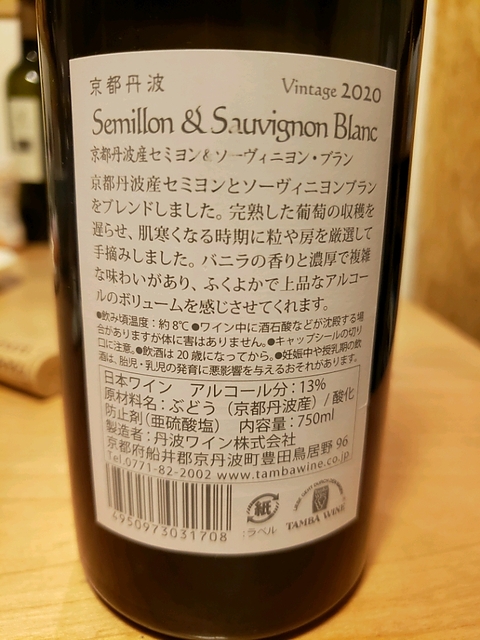 京都丹波
Vintage 2020
Semillon & Sauvignon Blanc
京都丹波産セミヨン&ソーヴィニヨン・ブラン
京都丹波産セミヨンとソーヴィニヨンブラン
をブレンドしました。完熟した葡萄の収穫を
遅らせ、肌寒くなる時期に粒や房を厳選して
手摘みしました。バニラの香りと濃厚で複雑
な味わいがあり、ふくよかで上品なアルコー
ルのボリュームを感じさせてくれます。
●飲み頃温度:約8℃ ●ワイン中に酒石酸などが沈殿する場
合がありますが体に害はありません。●キャップシールの切り
口に注意。●飲酒は20歳になってから。●妊娠中や授乳期の飲
酒は、胎児・乳児の発育に悪影響を与えるおそれがあります。
日本ワイン アルコール分:13%
原材料名:ぶどう(京都丹波産)/酸化
防止剤(亜硫酸塩) 内容量:750ml
製造者:丹波ワイン株式会社
京都府船井郡京丹波町豊田鳥居野96
Tel.0771-82-2002 www.tambawine.co.jp
4950973031708
紙
:ラベル
TAMBA WINE